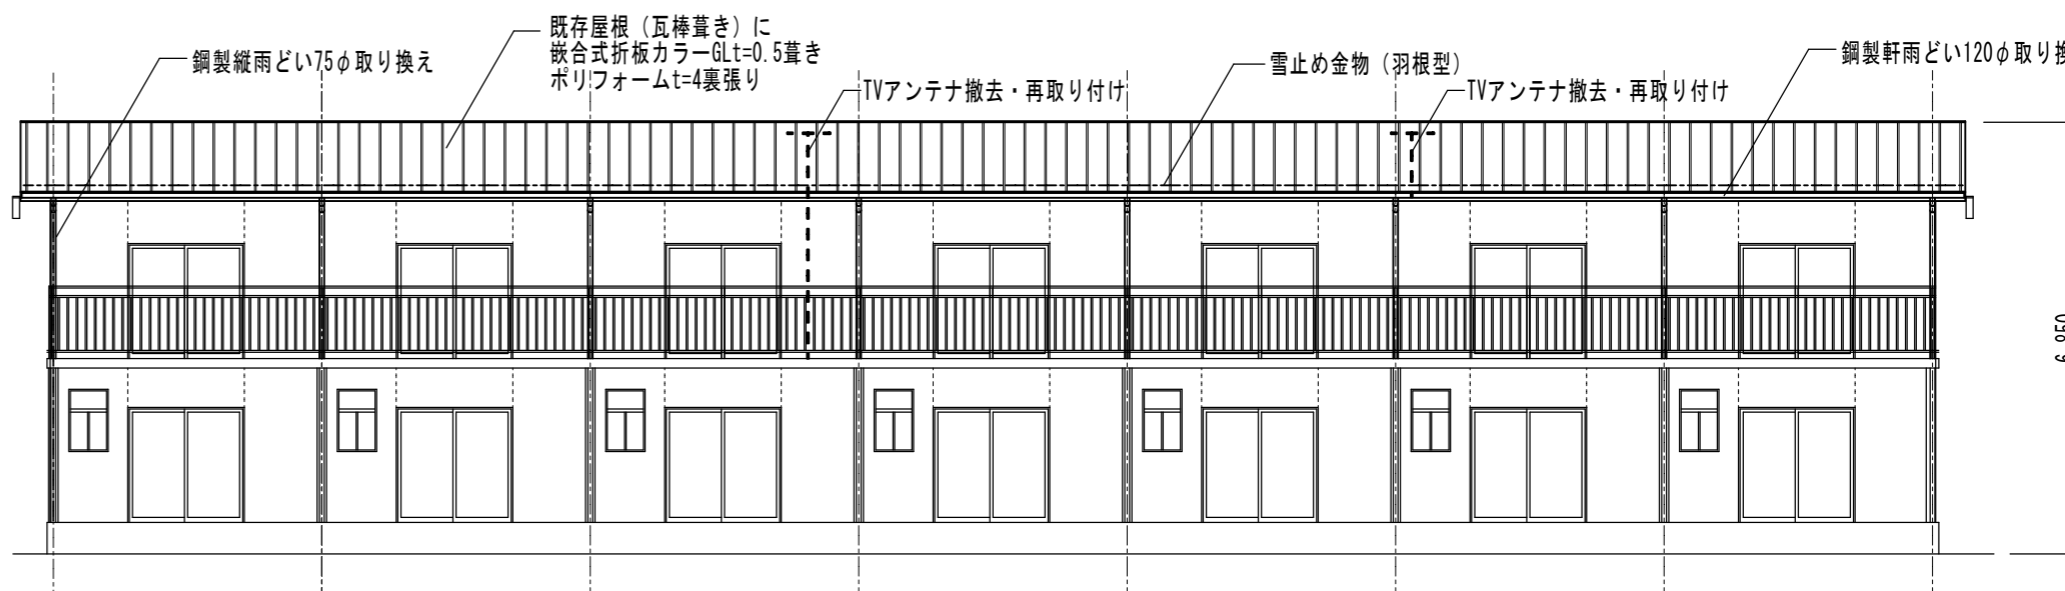 既存屋根（瓦棒葺き）に
嵌合式折板カラーGLt=0.5葺き
ポリフォームt=4裏張り
鋼製縦雨どい75φ取り換え
TVアンテナ撤去・再取り付け
雪止め金物（羽根型）
TVアンテナ撤去・再取り付け
鋼製軒雨どい120φ取り換